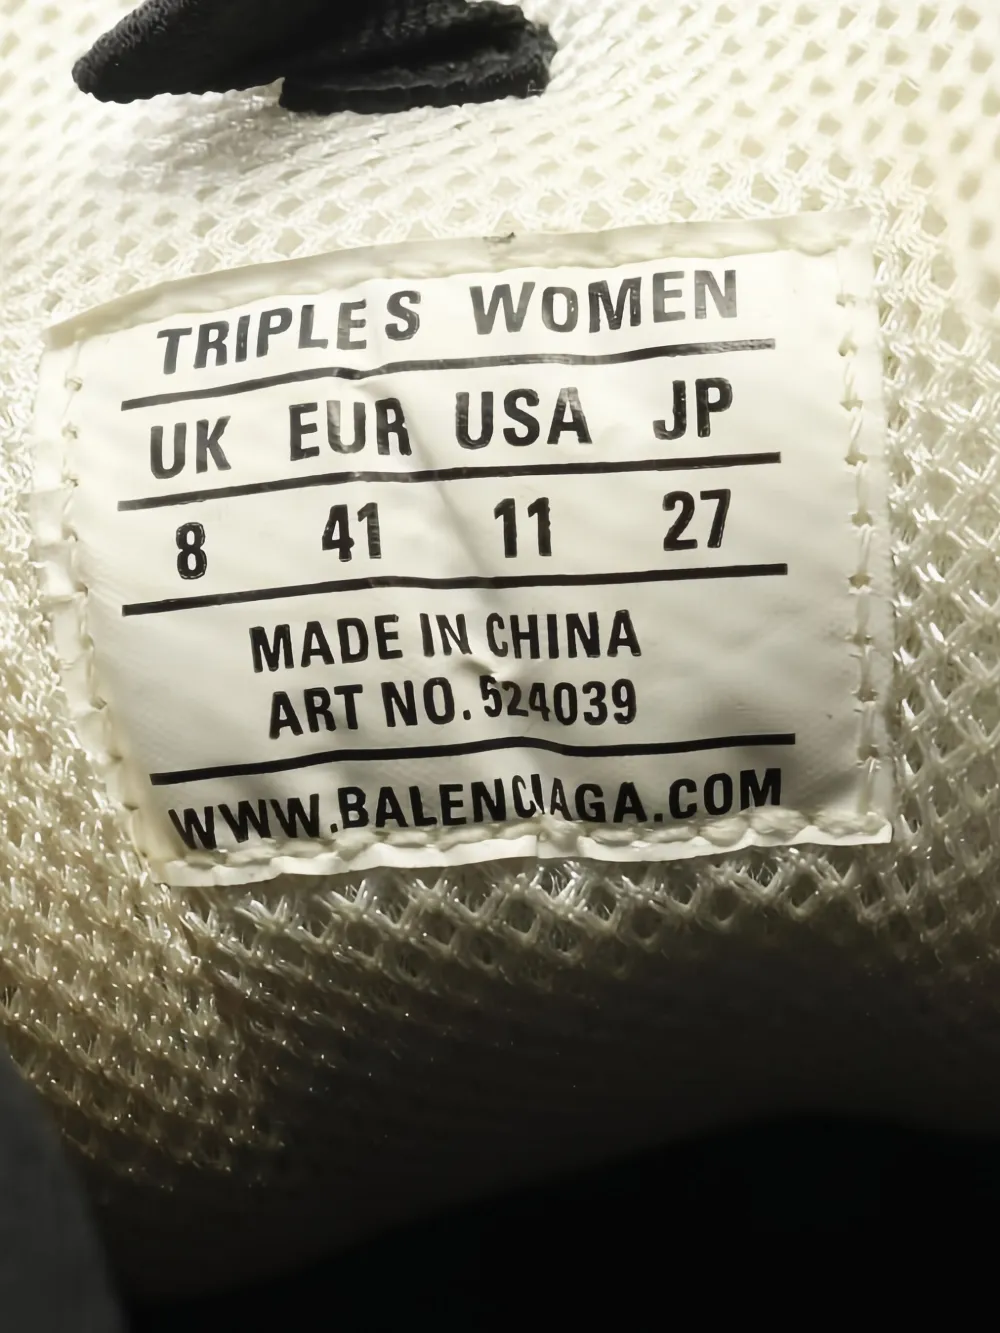 TRIPLE S WOMEN
UK EUR USA JP
8 41 11 27
MADE IN CHINA
ART NO. 524039
WWW.BALENCIAGA.COM